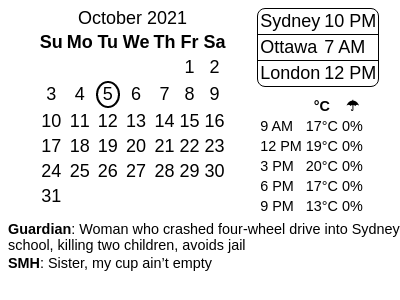 October 2021
Su Mo Tu We Th Fr Sa
1 2
3 4 5 6 7 8 9
10 11 12 13 14 15 16
17 18 19 20 21 22 23
24 25 26 27 28 29 30
31
Sydney 10 PM
Ottawa 7 AM
London 12 PM
°C ☂
9 AM 17°C 0%
12 PM 19°C 0%
3 PM 20°C 0%
6 PM 17°C 0%
9 PM 13°C 0%
Guardian: Woman who crashed four-wheel drive into Sydney
school, killing two children, avoids jail
SMH: Sister, my cup ain’t empty